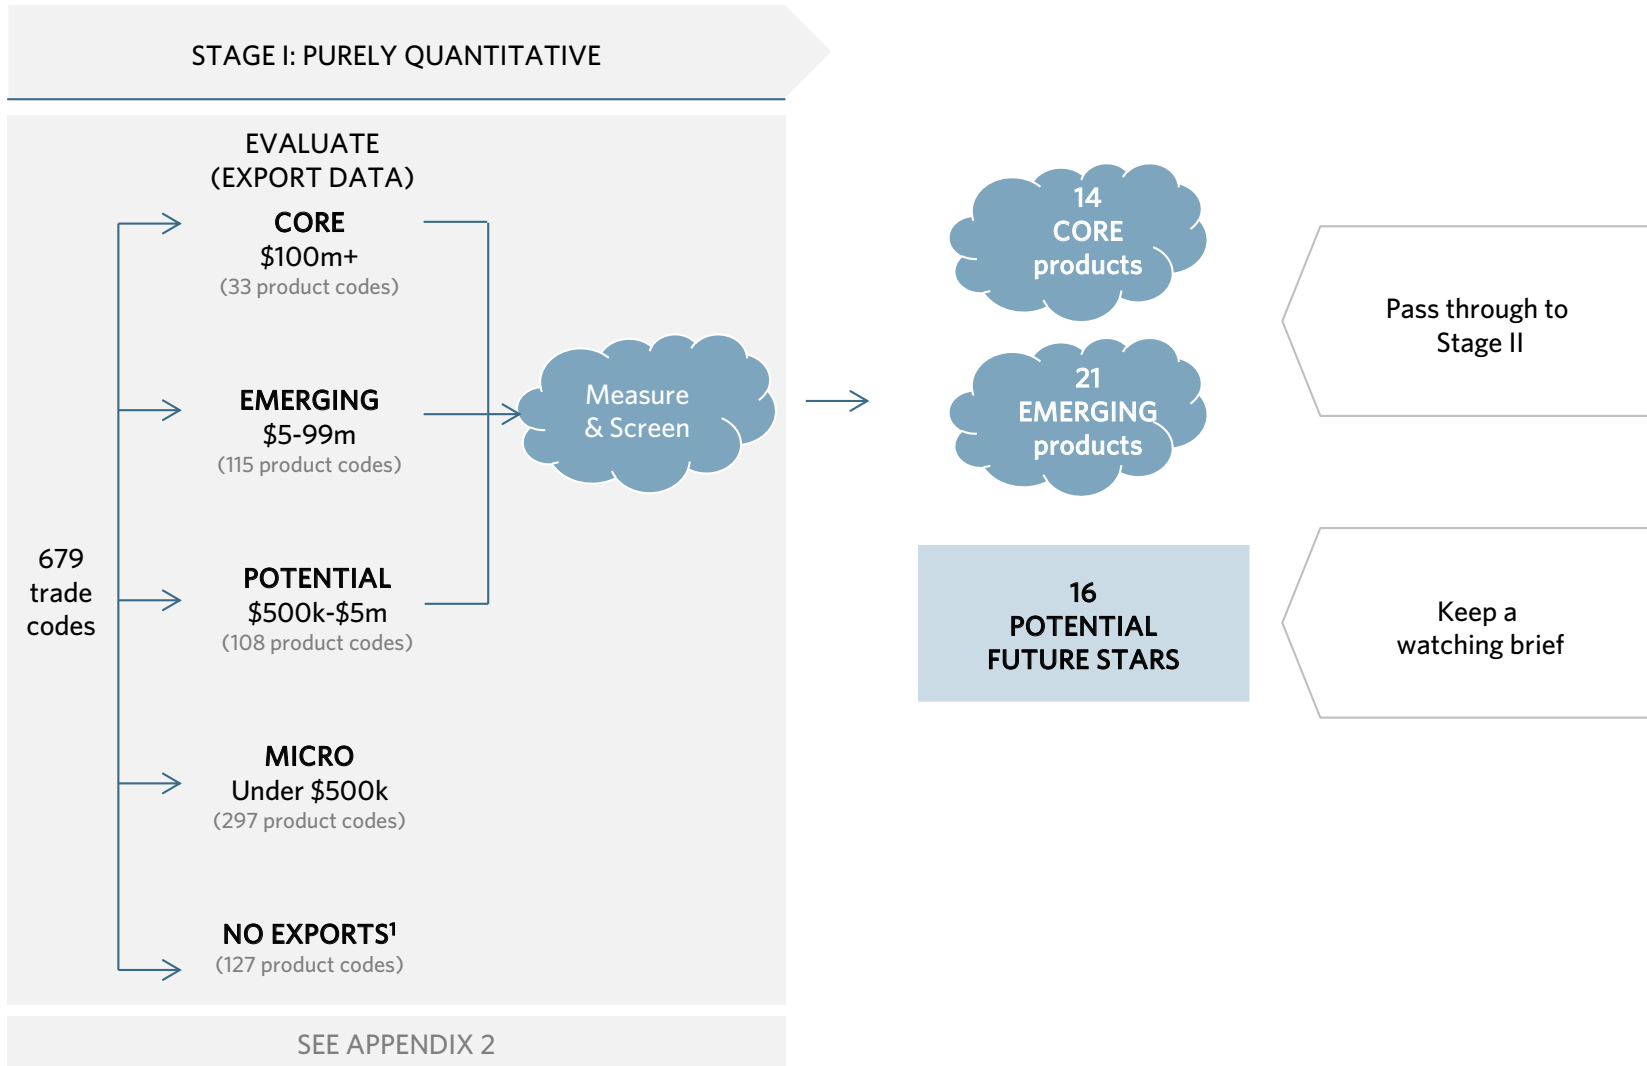 STAGE I: PURELY QUANTITATIVE
EVALUATE
(EXPORT DATA)
CORE
$100m+
(33 product codes)
EMERGING
$5-99m
(115 product codes)
679
trade
codes
POTENTIAL
$500k-$5m
(108 product codes)
MICRO
Under $500k
(297 product codes)
NO EXPORTS¹
(127 product codes)
SEE APPENDIX 2
Measure
& Screen
14
CORE
products
21
EMERGING
products
16
POTENTIAL
FUTURE STARS
Pass through to
Stage II
Keep a
watching brief